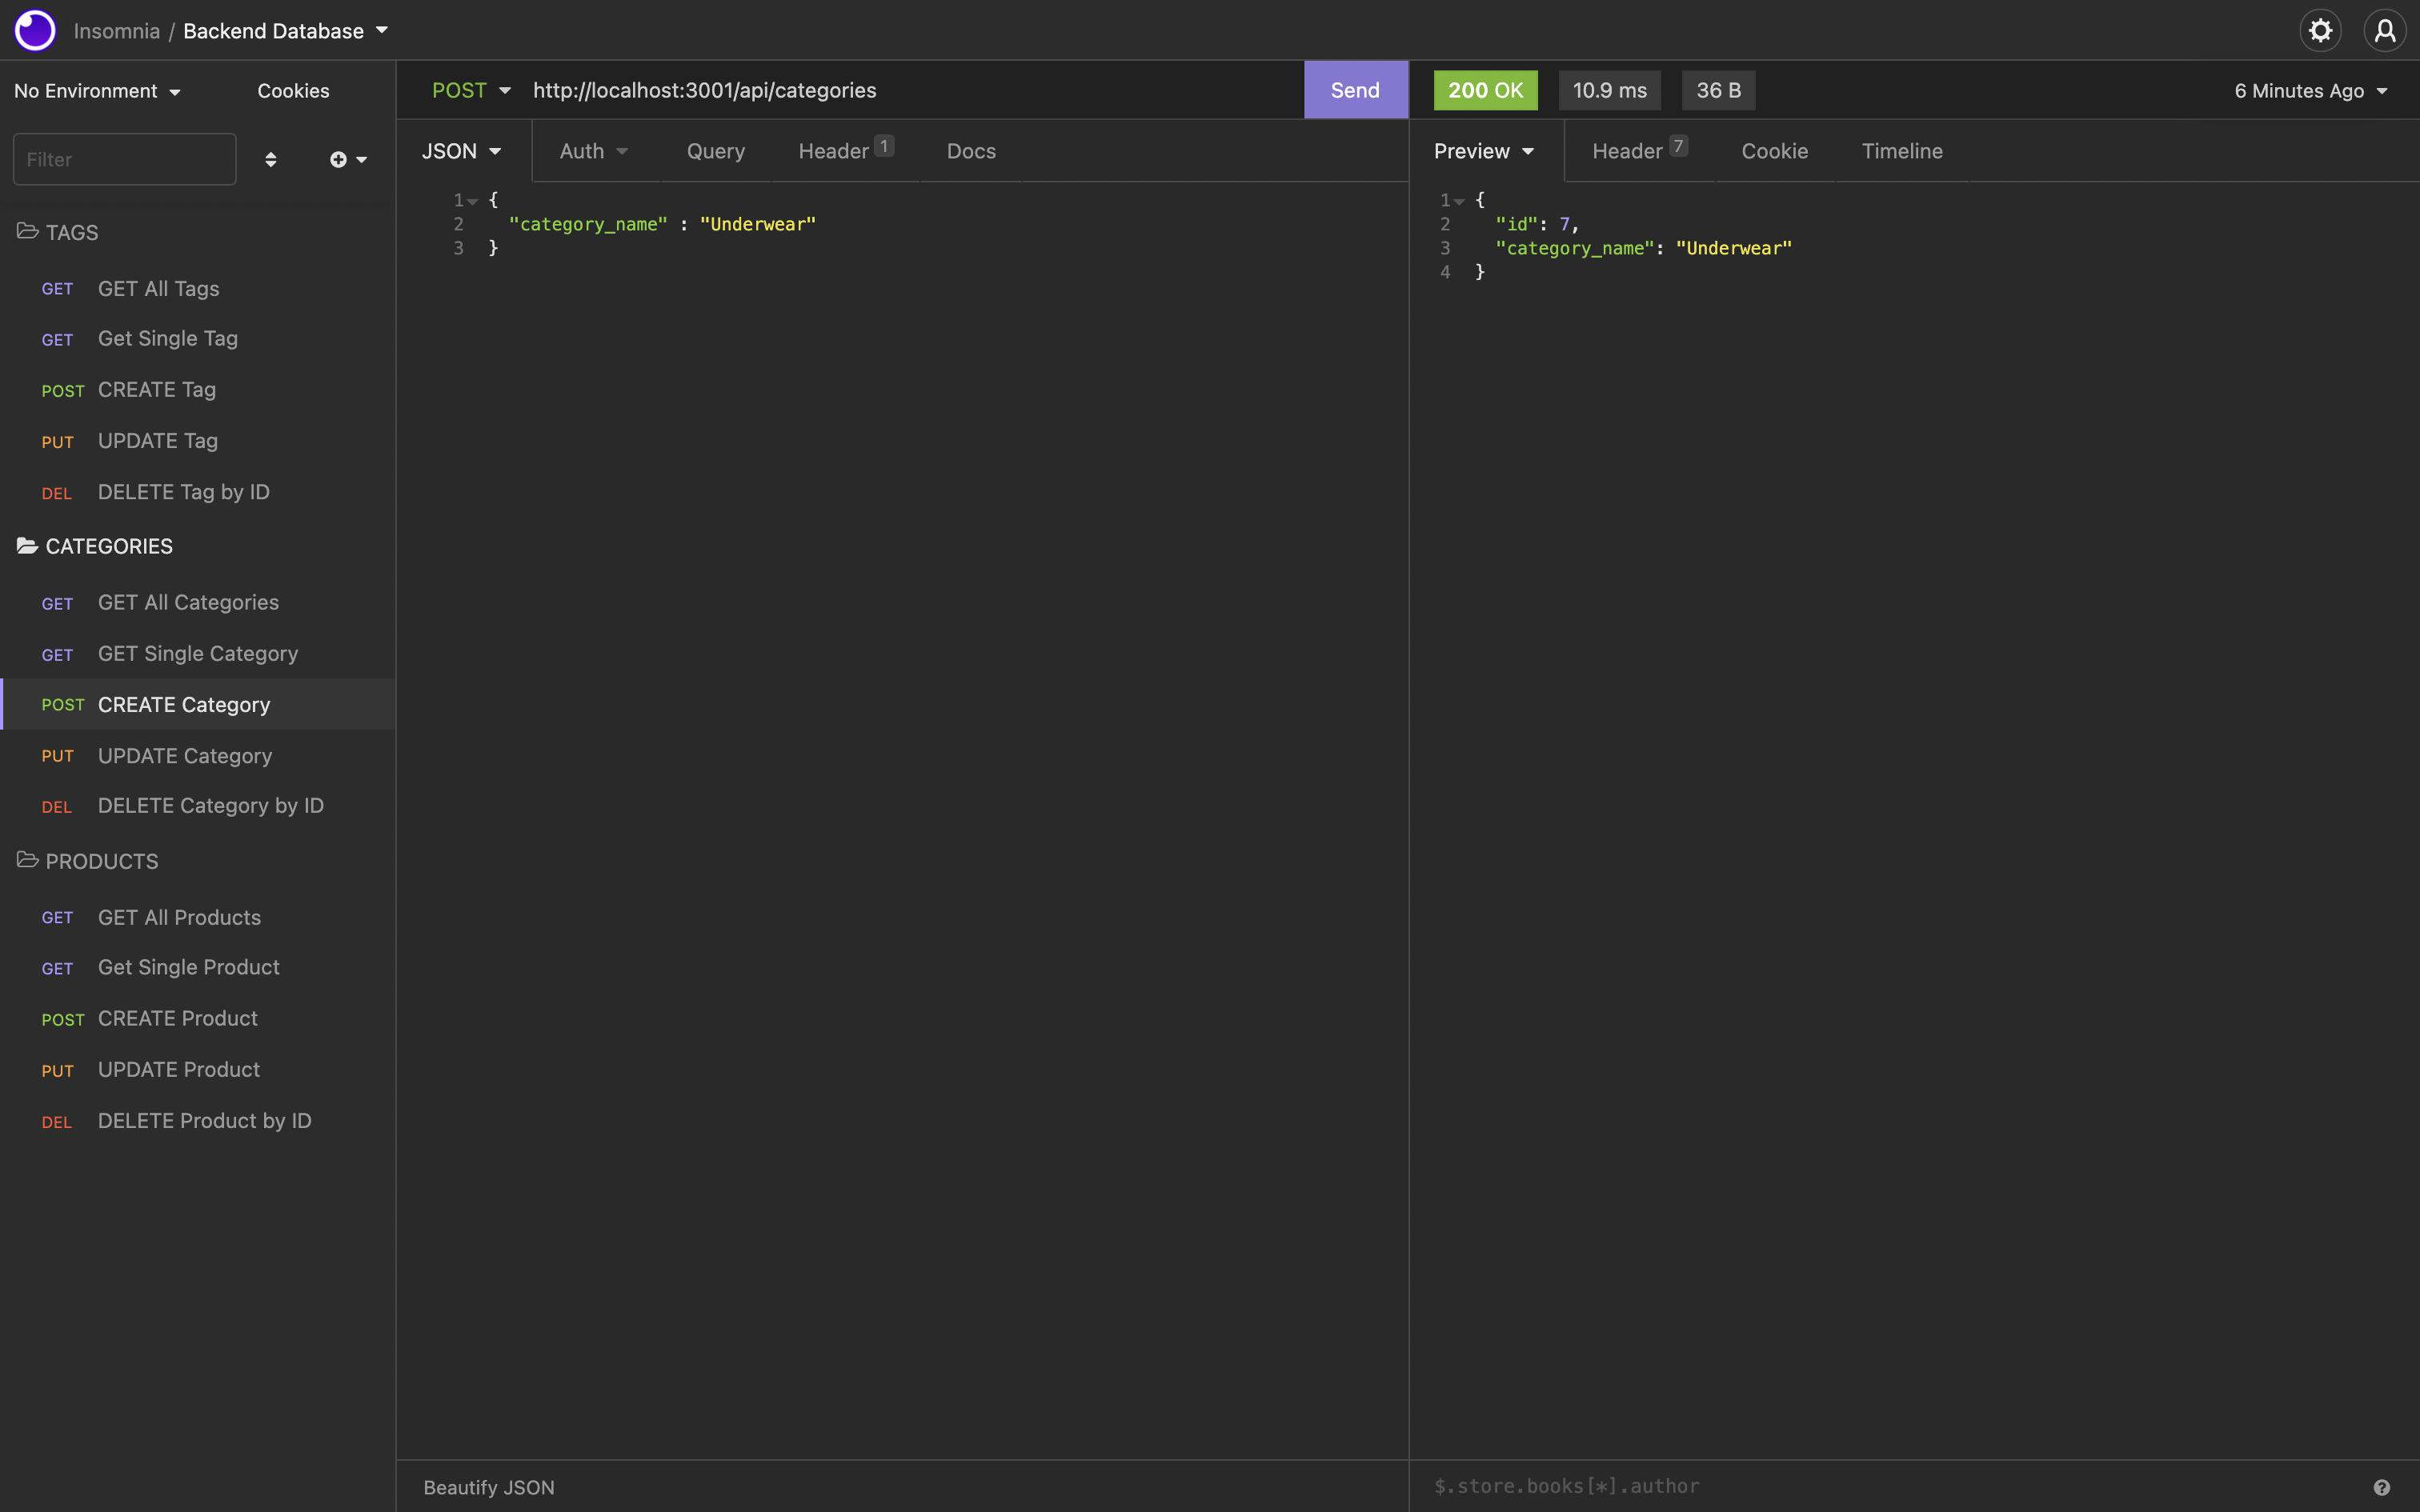 Insomnia / Backend Database
No Environment
Cookies
Filter
TAGS
GET GET All Tags
GET Get Single Tag
POST CREATE Tag
PUT UPDATE Tag
DEL DELETE Tag by ID
CATEGORIES
GET GET All Categories
GET GET Single Category
POST CREATE Category
PUT UPDATE Category
DEL DELETE Category by ID
PRODUCTS
GET GET All Products
GET Get Single Product
POST CREATE Product
PUT UPDATE Product
DEL DELETE Product by ID
POST http://localhost:3001/api/categories Send
JSON Auth Query Header 1 Docs
1 {
2 "category_name" : "Underwear"
3 }
Beautify JSON
200 OK 10.9 ms 36 B 6 Minutes Ago
Preview Header 7 Cookie Timeline
1 {
2 "id": 7,
3 "category_name": "Underwear"
4 }
$.store.books[*].author
?